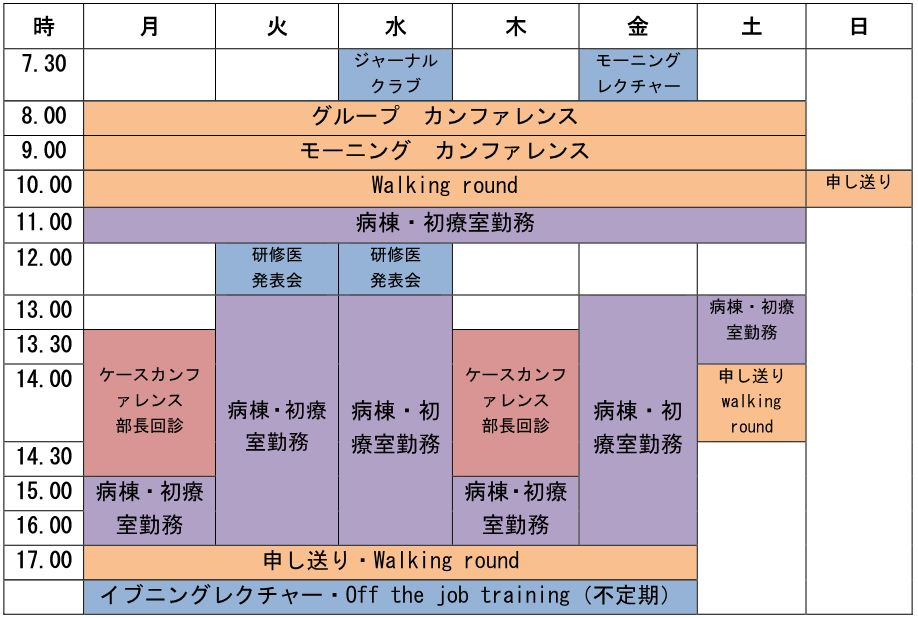 時 月 火 水 木 金 土 日
7.30 ジャーナル モーニング
クラブ レクチャー
8.00 グループ　カンファレンス
9.00 モーニング　カンファレンス
10.00 Walking round 申し送り
11.00 病棟・初療室勤務
12.00 研修医 研修医
発表会 発表会
13.00 病棟・初療
室勤務
13.30
14.00 ケースカンフ
ァレンス
部長回診
病棟・初療
室勤務
病棟・初
療室勤務
ケースカンフ
ァレンス
部長回診
病棟・初
療室勤務
申し送り
walking
round
14.30
15.00 病棟・初療 病棟・初療
16.00 室勤務 室勤務
17.00 申し送り・Walking round
イブニングレクチャー・Off the job training（不定期）